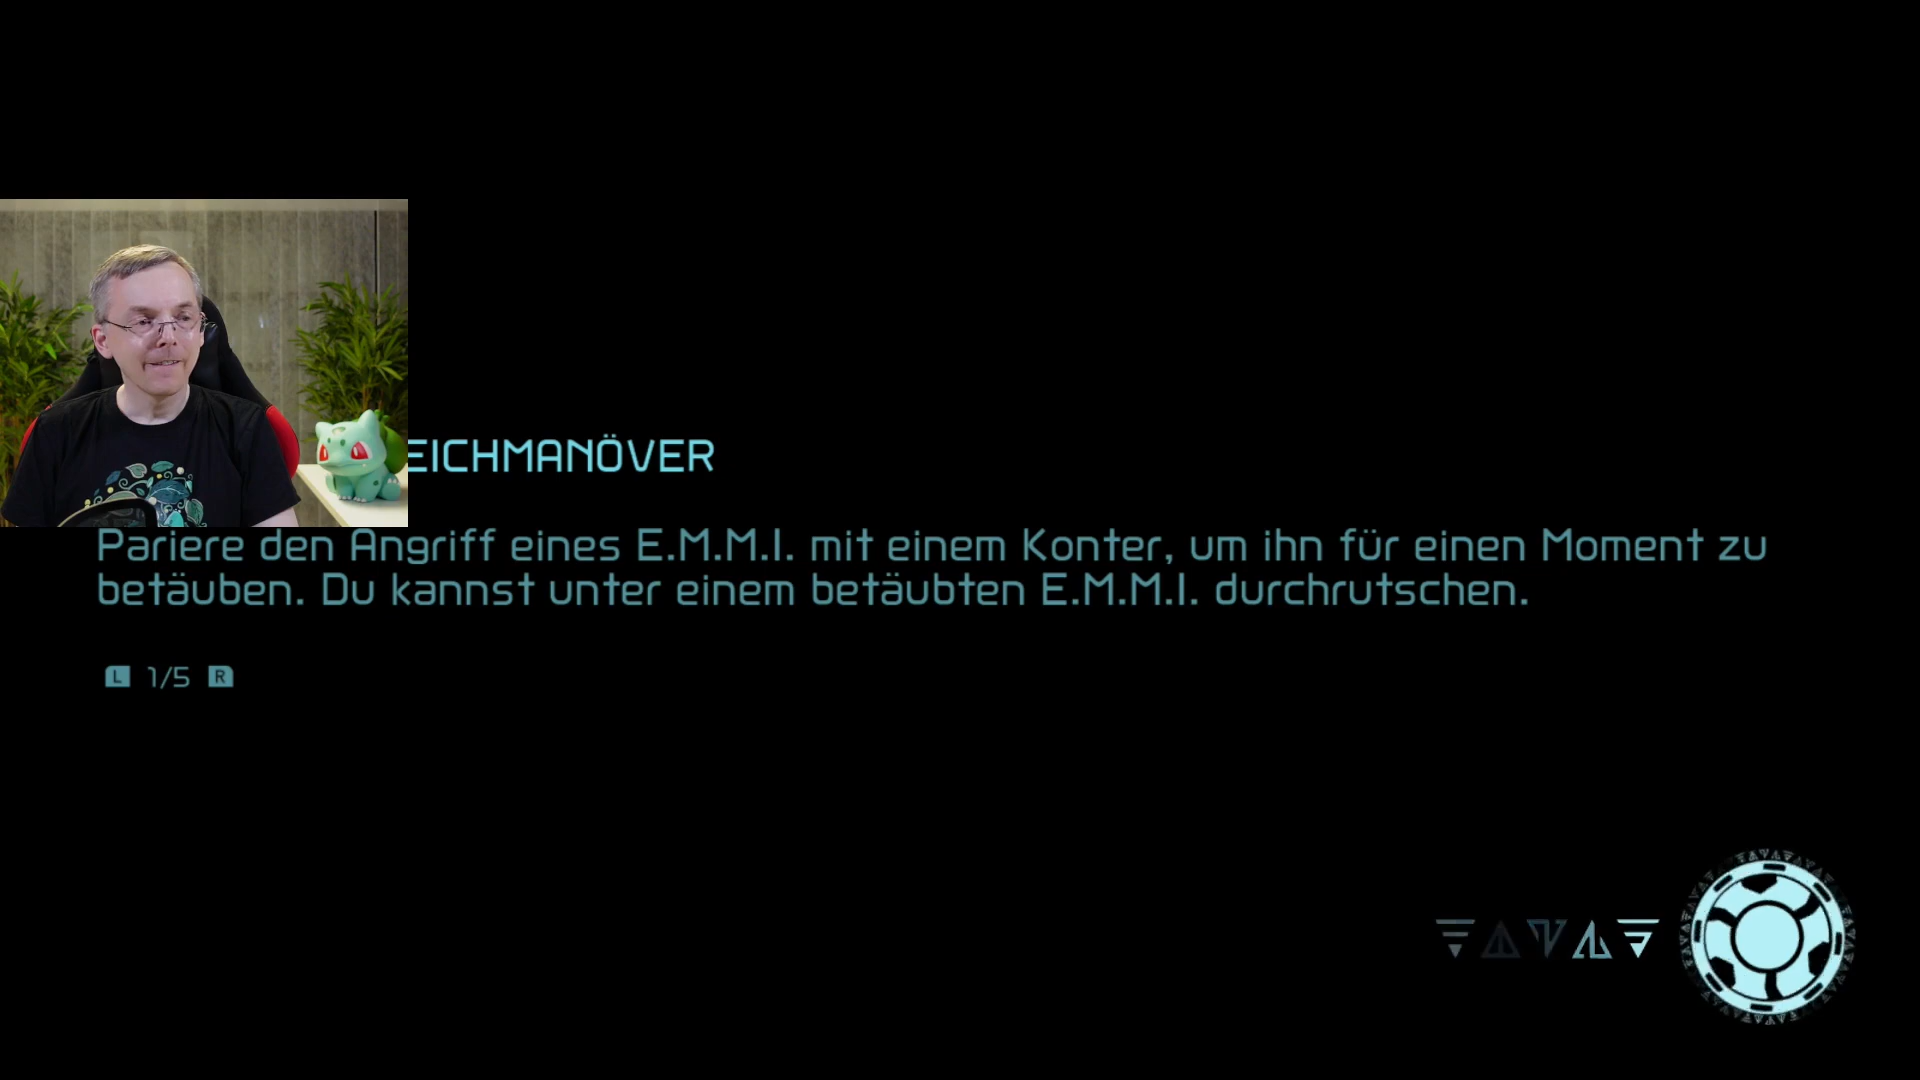 EICHMANÖVER
Pariere den Angriff eines E.M.M.I. mit einem Konter, um ihn für einen Moment zu
betäuben. Du kannst unter einem betäubten E.M.M.I. durchrutschen.
L 1/5 R